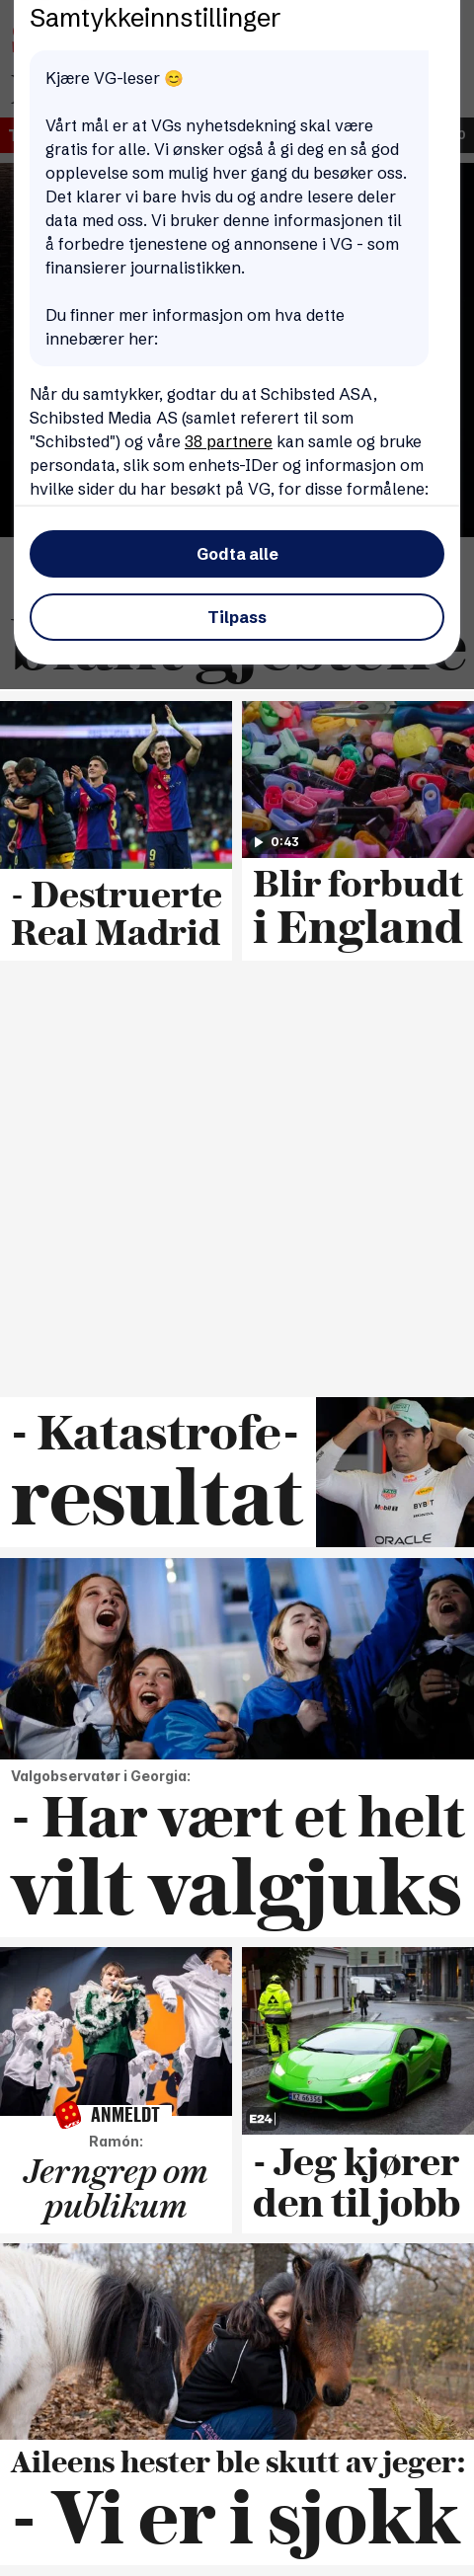 Samtykkeinnstillinger
Kjære VG-leser 😊
Vårt mål er at VGs nyhetsdekning skal være
gratis for alle. Vi ønsker også å gi deg en så god
opplevelse som mulig hver gang du besøker oss.
Det klarer vi bare hvis du og andre lesere deler
data med oss. Vi bruker denne informasjonen til
å forbedre tjenestene og annonsene i VG - som
finansierer journalistikken.
Du finner mer informasjon om hva dette
innebærer her:
Når du samtykker, godtar du at Schibsted ASA,
Schibsted Media AS (samlet referert til som
"Schibsted") og våre 38 partnere kan samle og bruke
persondata, slik som enhets-IDer og informasjon om
hvilke sider du har besøkt på VG, for disse formålene:
Godta alle
Tilpass
blant gjestene
0:43
- Destruerte
Real Madrid
Blir forbudt
i England
- Katastrofe-
resultat
ORACLE
BYBIT
Mobil 1
Valgobservatør i Georgia:
- Har vært et helt
vilt valgjuks
ANMELDT
Ramón:
Jerngrep om
publikum
E24
- Jeg kjører
den til jobb
Aileens hester ble skutt av jeger:
- Vi er i sjokk